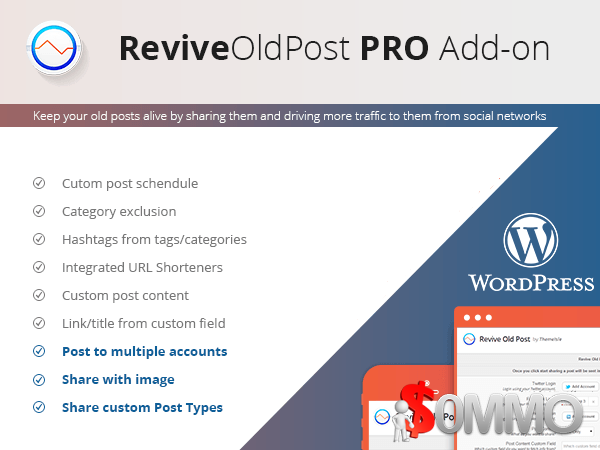 ReviveOldPost PRO Add-on
Keep your old posts alive by sharing them and driving more traffic to them from social networks
Cutom post schendule
Category exclusion
Hashtags from tags/categories
Integrated URL Shorteners
Custom post content
Link/title from custom field
Post to multiple accounts
Share with image
Share custom Post Types
WORDPRESS
Revive Old Post by Themeisle
Revive Old
Once you click start sharing a post will be sent
Twitter Login
Add Account
$OMMO
Post Content Custom Field